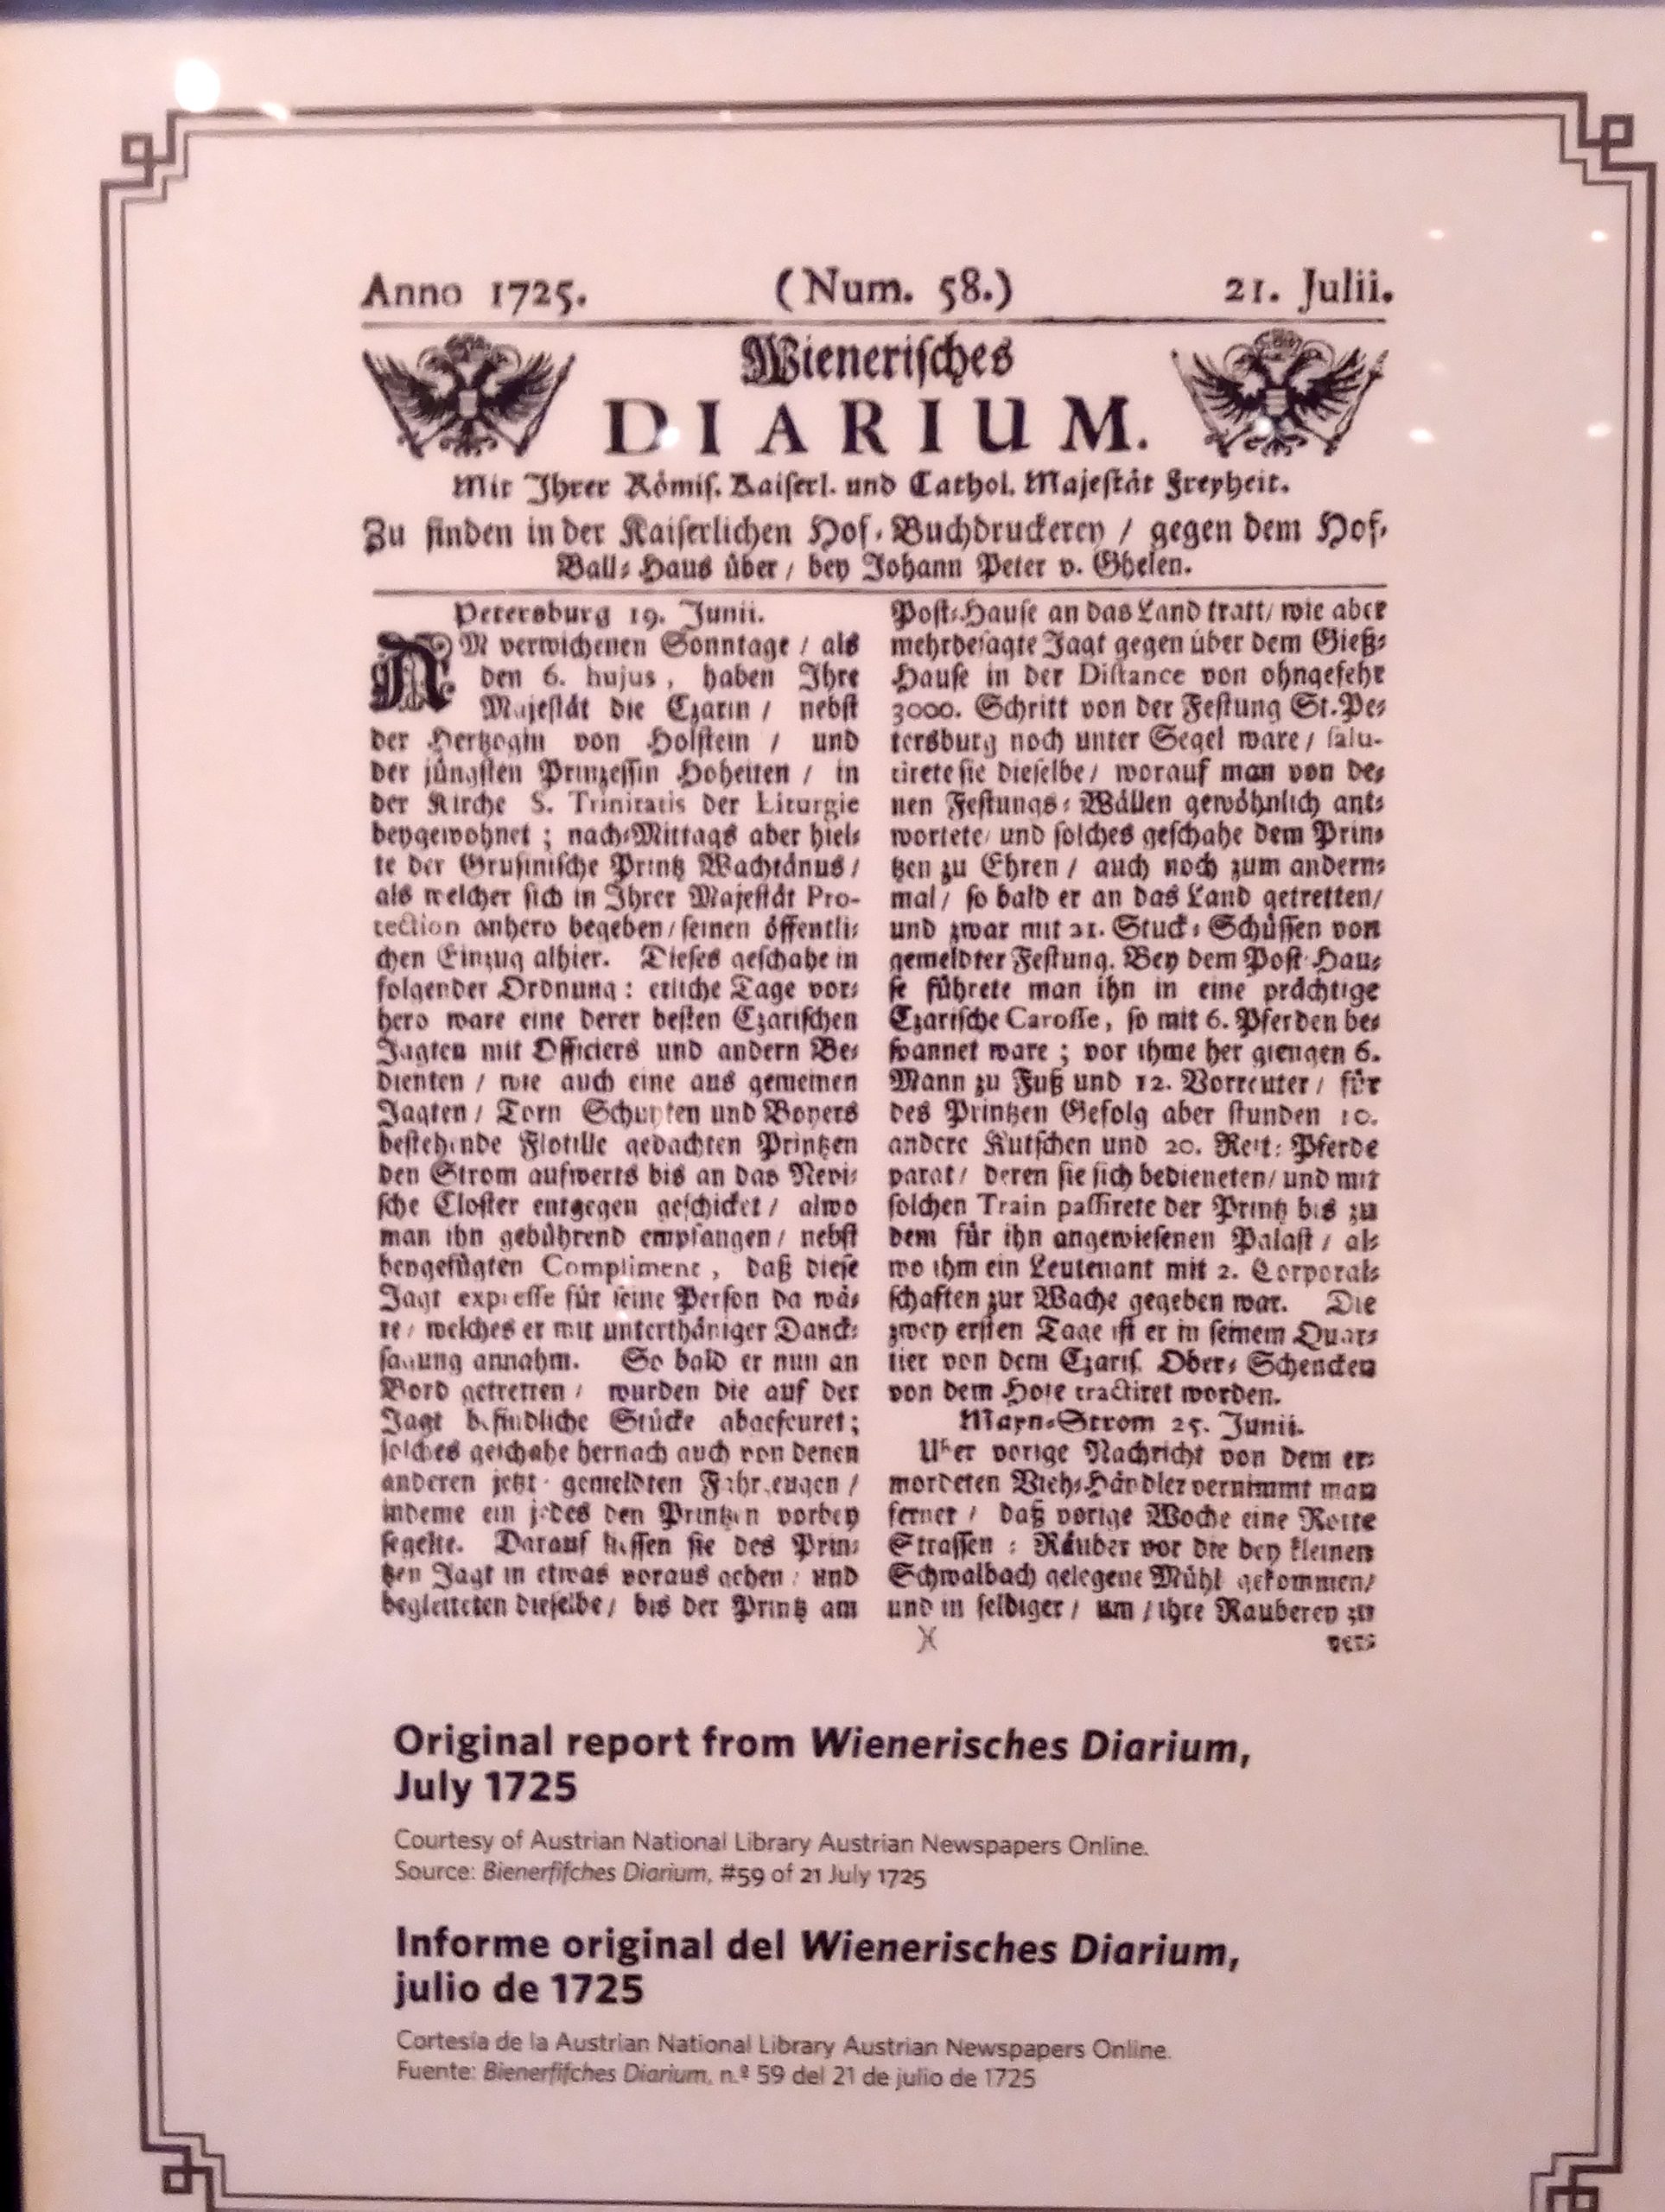 Anno 1725. (Num. 58.) 21. Julii.
Wieneriſches
DIARIUM.
Mit Ihrer Römiſ. Kaiſerl. und Cathol. Majeſtät Freyheit.
Zu finden in der Kaiſerlichen Hof-Buchdruckerey / gegen dem Hof-
Ball-Haus über / bey Johann Peter v. Ghelen.
Petersburg 19. Junii.
AM verwichenen Sonntage / als
den 6. hujus, haben Ihre
Majeſtät die Czarin / nebſt
der Hertzogin von Holſtein / und
der jüngſten Prinzeſſin Hoheiten / in
der Kirche S. Trinitatis der Liturgie
beygewohnet; nach-Mittags aber hiel-
te der Gruſiniſche Printz Wachtänus /
als welcher ſich in Ihrer Majeſtät Pro-
tection anhero begeben / ſeinen öffentli-
chen Einzug alhier. Dieſes geſchahe in
folgender Ordnung: etliche Tage vor-
hero ware eine derer beſten Czariſchen
Jagten mit Officiers und andern Be-
dienten / wie auch eine aus gemeinen
Jagten / Torn Schuyten und Boyers
beſtehende Flotille gedachten Printzen
den Strom aufwerts bis an das Nevi-
ſche Cloſter entgegen geſchicket / alwo
man ihn gebührend empfangen / nebſt
beygefügten Compliment, daß dieſe
Jagt expreſſe für ſeine Perſon da wä-
re / welches er mit unterthäniger Danck-
ſagung annahm. So bald er nun an
Bord getretten / wurden die auf der
Jagt befindliche Stücke abgefeuret;
ſolches geſchahe hernach auch von denen
anderen jetzt-gemeldten Fahrzeugen /
indeme ein jedes den Printzen vorbey
ſegelte. Darauf lieſſen ſie des Prin-
tzen Jagt in etwas voraus gehen / und
begleiteten dieſelbe / bis der Printz am
Poſt-Hauſe an das Land tratt / wie aber
mehrbeſagte Jagt gegen über dem Gieß-
Hauſe in der Diſtance von ohngefehr
3000. Schritt von der Feſtung St. Pe-
tersburg noch unter Segel ware / ſalu-
tirete ſie dieſelbe / worauf man von de-
nen Feſtungs-Wällen gewöhnlich ant-
wortete / und ſolches geſchahe dem Prin-
tzen zu Ehren / auch noch zum andern-
mal / ſo bald er an das Land getretten /
und zwar mit 21. Stuck-Schüſſen von
gemeldter Feſtung. Bey dem Poſt-Hau-
ſe führete man ihn in eine prächtige
Czariſche Caroſſe, ſo mit 6. Pferden be-
ſpannet ware; vor ihme her giengen 6.
Mann zu Fuß und 12. Vorreuter / für
des Printzen Gefolg aber ſtunden 10.
andere Kutſchen und 20. Reit-Pferde
parat / deren ſie ſich bedieneten / und mit
ſolchen Train paſſirete der Printz bis zu
dem für ihn angewieſenen Palaſt / al-
wo ihm ein Leutenant mit 2. Corporal-
ſchaften zur Wache gegeben war. Die
zwey erſten Tage iſt er in ſeinem Quar-
tier von dem Czariſ. Ober-Schencken
von dem Hofe tractiret worden.
Mayn-Strom 25. Junii.
Uber vorige Nachricht von dem er-
mordeten Vieh-Händler vernimmt man
ferner / daß vorige Woche eine Rotte
Straſſen-Räuber vor die bey kleinen
Schwalbach gelegene Mühl gekommen /
und in ſelbiger / um / ihre Rauberey zu
ver-
Original report from Wienerisches Diarium,
July 1725
Courtesy of Austrian National Library Austrian Newspapers Online.
Source: Bienerfifches Diarium, #59 of 21 July 1725
Informe original del Wienerisches Diarium,
julio de 1725
Cortesía de la Austrian National Library Austrian Newspapers Online.
Fuente: Bienerfifches Diarium, n.º 59 del 21 de julio de 1725